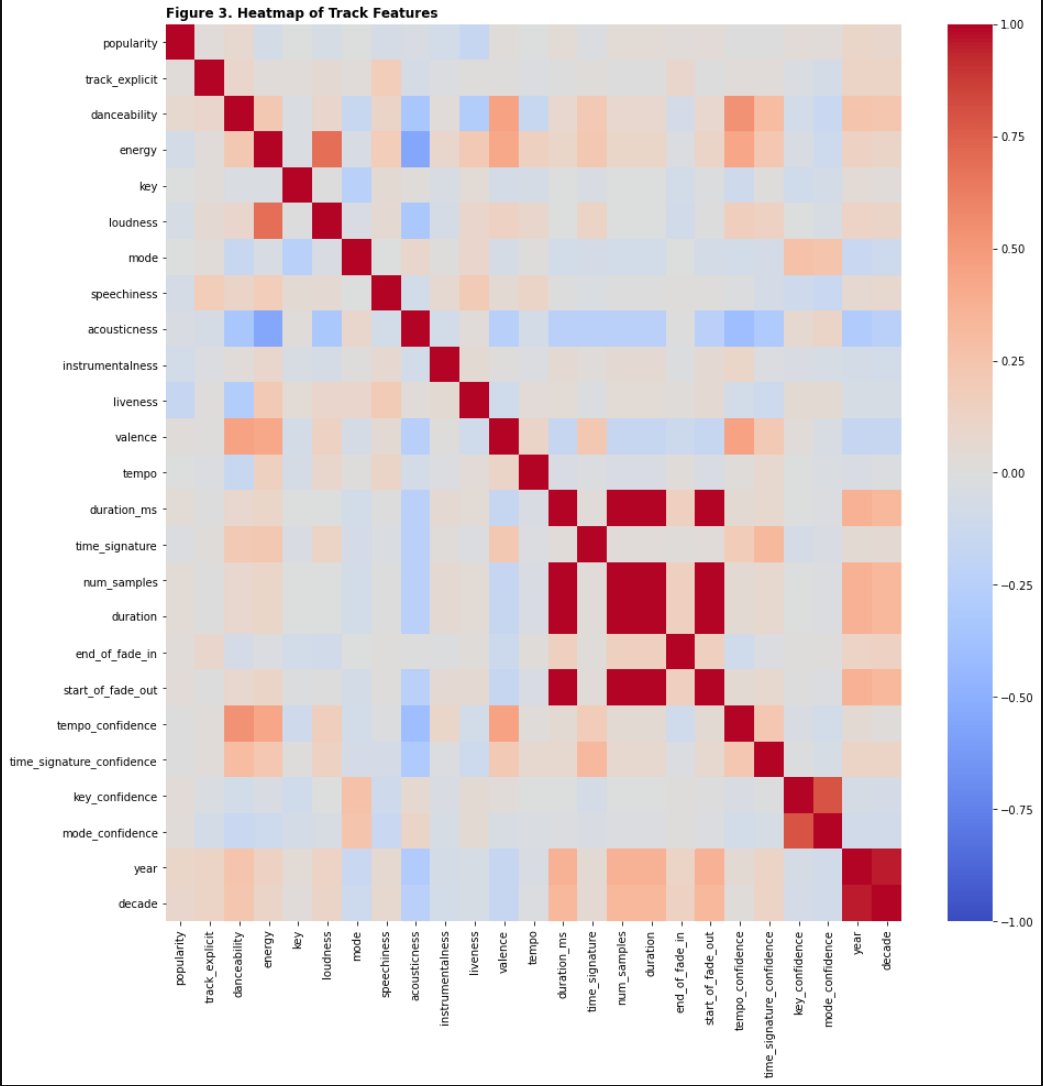 Figure 3. Heatmap of Track Features
popularity
track_explicit
danceability
energy
key
loudness
mode
speechiness
acousticness
instrumentalness
liveness
valence
tempo
duration_ms
time_signature
num_samples
duration
end_of_fade_in
start_of_fade_out
tempo_confidence
time_signature_confidence
key_confidence
mode_confidence
year
decade
popularity
track_explicit
danceability
energy
key
loudness
mode
speechiness
acousticness
instrumentalness
liveness
valence
tempo
duration_ms
time_signature
num_samples
duration
end_of_fade_in
start_of_fade_out
tempo_confidence
time_signature_confidence
key_confidence
mode_confidence
year
decade
1.00
0.75
0.50
0.25
0.00
−0.25
−0.50
−0.75
−1.00